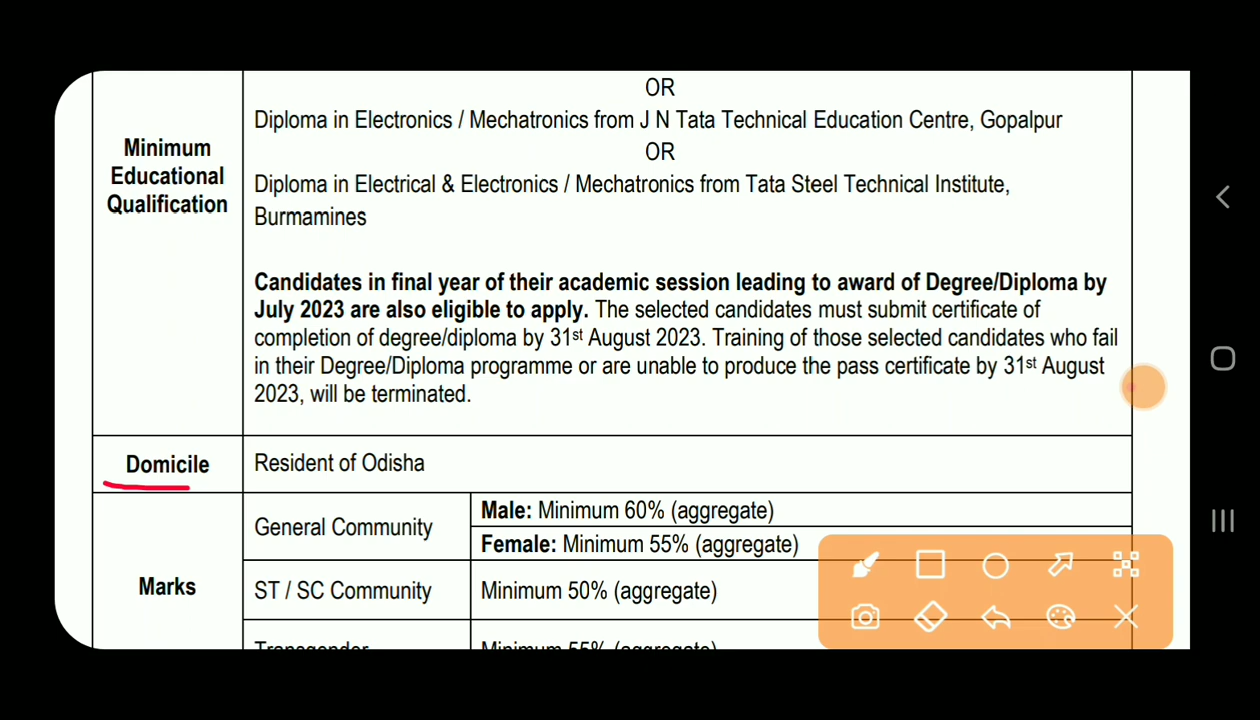 OR
Diploma in Electronics / Mechatronics from J N Tata Technical Education Centre, Gopalpur
OR
Minimum
Educational
Qualification
Diploma in Electrical & Electronics / Mechatronics from Tata Steel Technical Institute,
Burmamines
Candidates in final year of their academic session leading to award of Degree/Diploma by
July 2023 are also eligible to apply. The selected candidates must submit certificate of
completion of degree/diploma by 31st August 2023. Training of those selected candidates who fail
in their Degree/Diploma programme or are unable to produce the pass certificate by 31st August
2023, will be terminated.
Domicile
Resident of Odisha
Marks
General Community
Male: Minimum 60% (aggregate)
Female: Minimum 55% (aggregate)
ST / SC Community
Minimum 50% (aggregate)
Transgender
Minimum 55% (aggregate)